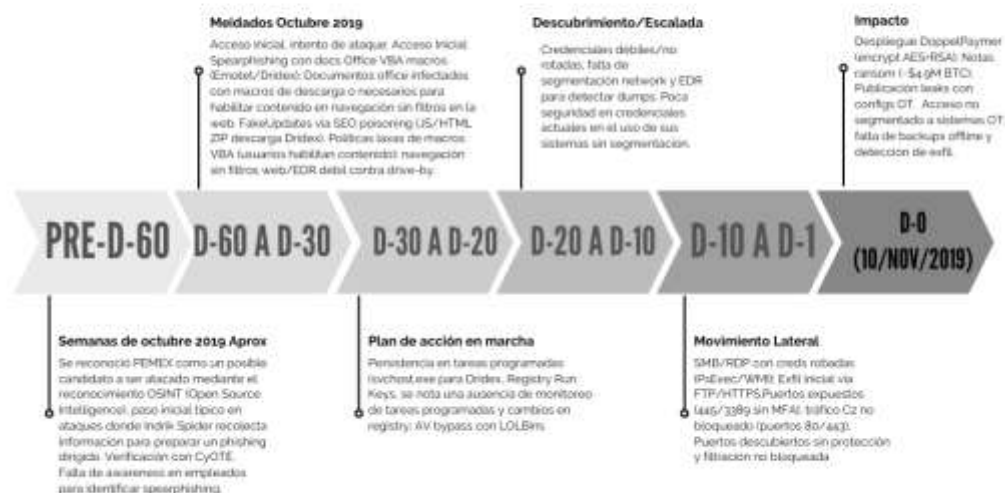 Meidados Octubre 2019
Acceso Inicial, intento de ataque: Acceso Inicial
Spearphishing con docs Office VBA macros
(Emotet/Dridex): Documentos office infectados
con macros de descarga o necesarios para
habilitar contenido en navegación sin filtros en la
web. FakeUpdates via SEO poisoning (JS/HTML
ZIP descarga Dridex). Políticas laxas de macros
VBA (usuarios habilitan contenido); navegación
sin filtros web/EDR debil contra drive-by.
Descubrimiento/Escalada
Credenciales débiles/no
rotadas, falta de
segmentación network y EDR
para detectar dumps. Poca
seguridad en credenciales
actuales en el uso de sus
sistemas sin segmentación.
Impacto
Despliegue DoppelPaymer
(encrypt AES+RSA): Notas
ransom (~$4.9M BTC).
Publicación leaks con
configs OT. Acceso no
segmentado a sistemas OT;
falta de backups offline y
detección de exfil.
PRE-D-60
D-60 A D-30
D-30 A D-20
D-20 A D-10
D-10 A D-1
D-0
(10/NOV/2019)
Semanas de octubre 2019 Aprox
Se reconoció PEMEX como un posible
candidato a ser atacado mediante el
reconocimiento OSINT (Open Source
Intelligence), paso inicial típico en
ataques donde Indrik Spider recolecta
información para preparar un phishing
dirigido. Verificación con CyOTE.
Falta de awareness en empleados
para identificar spearphishing.
Plan de acción en marcha
Persistencia en tareas programadas
(svchost.exe para Dridex, Registry Run
Keys, se nota una ausencia de monitoreo
de tareas programadas y cambios en
registry; AV bypass con LOLBins
Movimiento Lateral
SMB/RDP con creds robadas
(PsExec/WMI); Exfil inicial via
FTP/HTTPS.Puertos expuestos
(445/3389 sin MFA); tráfico C2 no
bloqueado (puertos 80/443).
Puertos descubiertos sin protección
y filtración no bloqueada